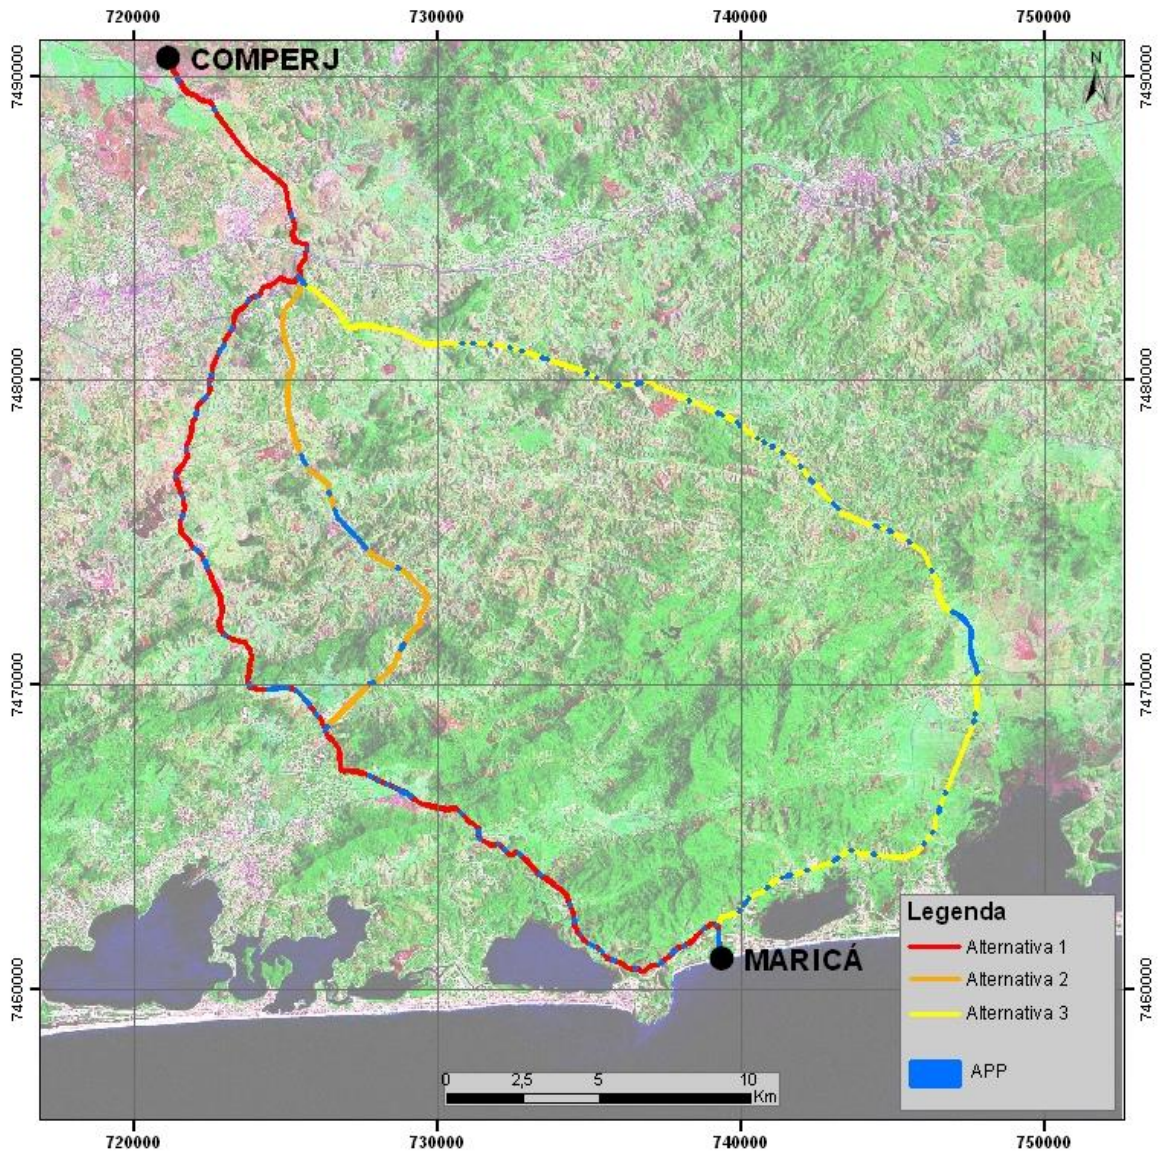 720000 730000 740000 750000
7490000 7490000
COMPERJ
N
7480000 7480000
7470000 7470000
Legenda
Alternativa 1
MARICÁ
Alternativa 2
7460000 7460000
Alternativa 3
APP
0 2,5 5 10
Km
720000 730000 740000 750000